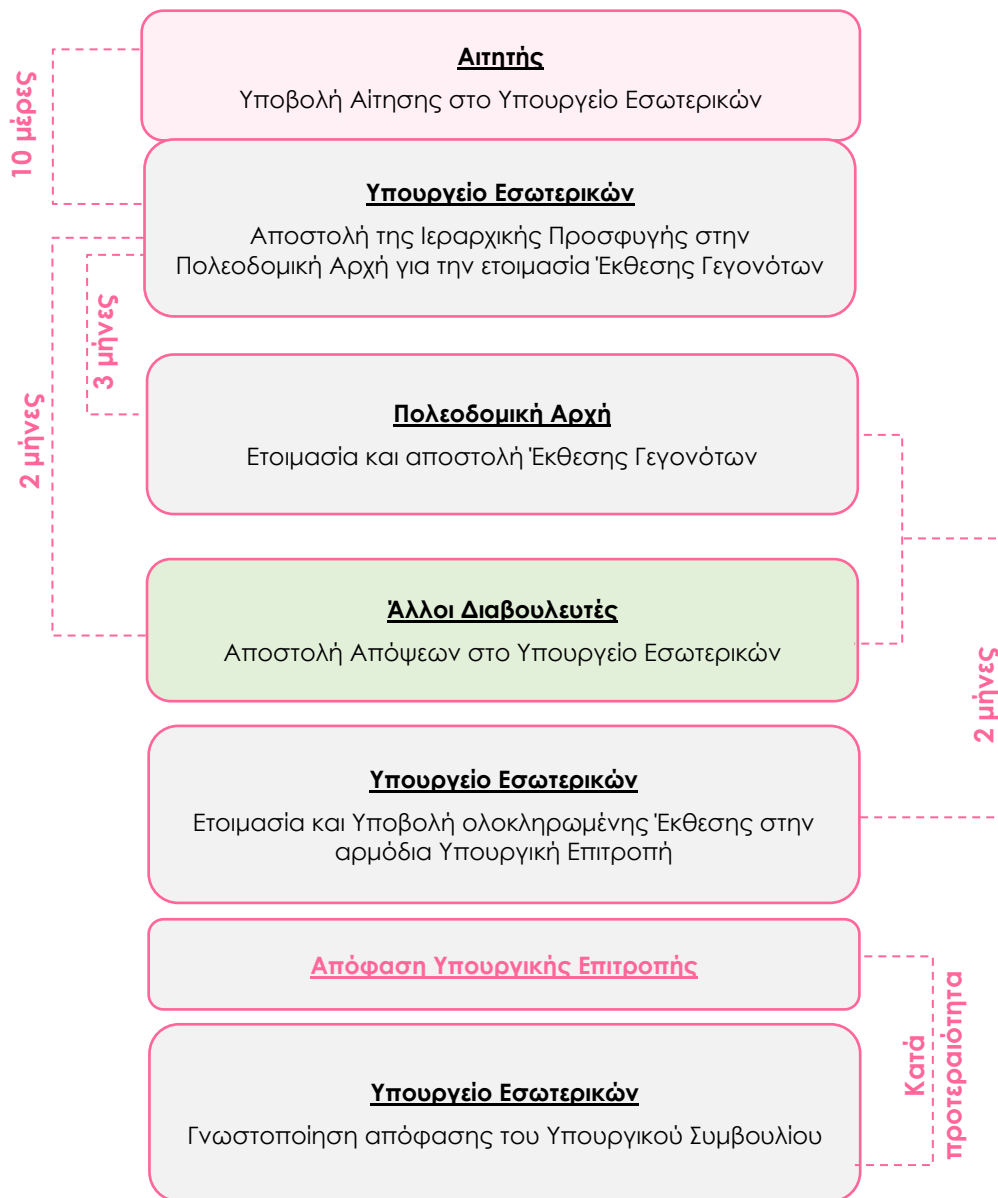 Αιτητής
Υποβολή Αίτησης στο Υπουργείο Εσωτερικών
10 μέρες
Υπουργείο Εσωτερικών
Αποστολή της Ιεραρχικής Προσφυγής στην
Πολεοδομική Αρχή για την ετοιμασία Έκθεσης Γεγονότων
3 μήνες
2 μήνες
Πολεοδομική Αρχή
Ετοιμασία και αποστολή Έκθεσης Γεγονότων
Άλλοι Διαβουλευτές
Αποστολή Απόψεων στο Υπουργείο Εσωτερικών
2 μήνες
Υπουργείο Εσωτερικών
Ετοιμασία και Υποβολή ολοκληρωμένης Έκθεσης στην
αρμόδια Υπουργική Επιτροπή
Απόφαση Υπουργικής Επιτροπής
Κατά
προτεραιότητα
Υπουργείο Εσωτερικών
Γνωστοποίηση απόφασης του Υπουργικού Συμβουλίου